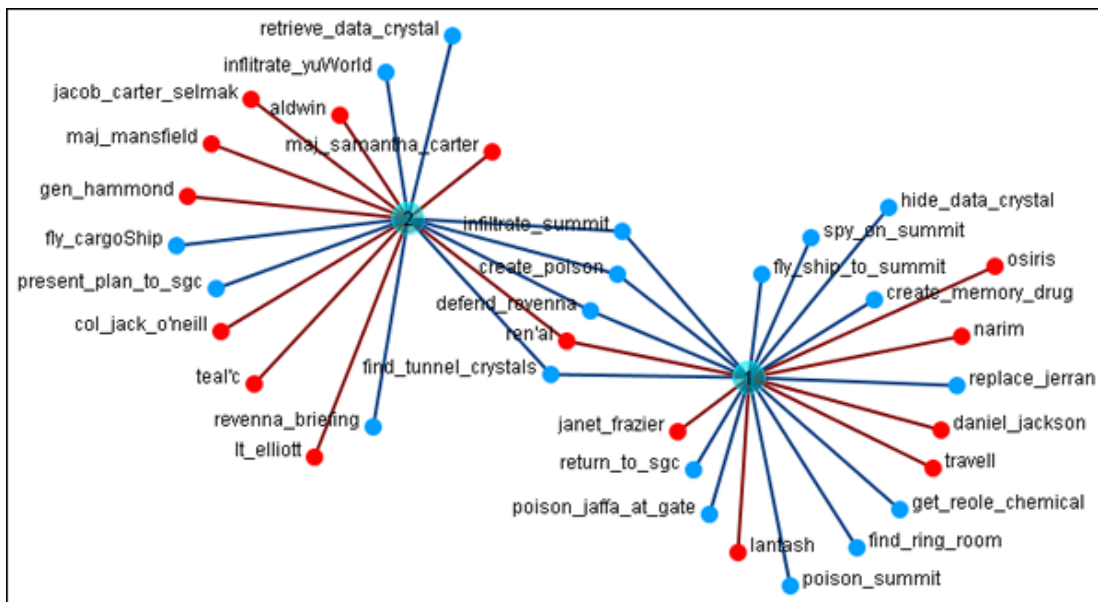 retrieve_data_crystal
infiltrate_yuWorld
jacob_carter_selmak
aldwin
maj_mansfield
maj_samantha_carter
gen_hammond
2
fly_cargoShip
present_plan_to_sgc
col_jack_o'neill
teal'c
revenna_briefing
lt_elliott
infiltrate_summit
create_poison
defend_revenna
ren'al
find_tunnel_crystals
hide_data_crystal
spy_on_summit
fly_ship_to_summit
osiris
create_memory_drug
narim
1
replace_jerran
janet_frazier
daniel_jackson
return_to_sgc
travell
poison_jaffa_at_gate
get_reole_chemical
lantash
find_ring_room
poison_summit